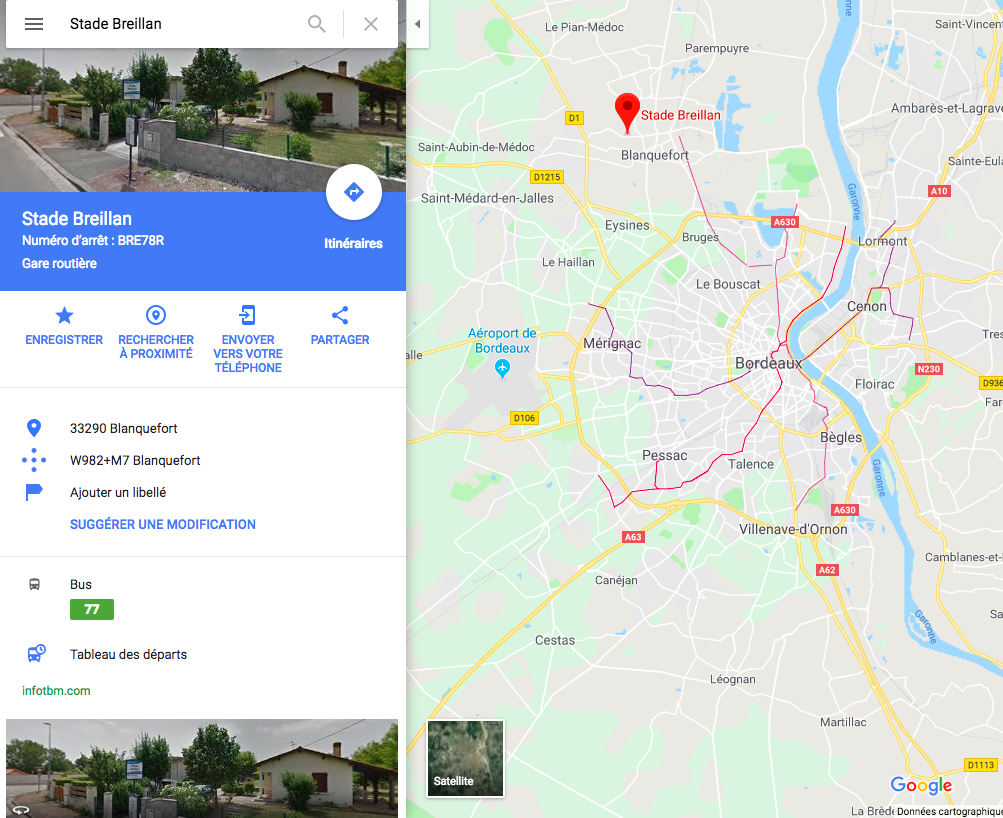 Stade Breillan
Stade Breillan
Numéro d'arrêt : BRE78R
Gare routière
Itinéraires
ENREGISTRER
RECHERCHER
À PROXIMITÉ
ENVOYER
VERS VOTRE
TÉLÉPHONE
PARTAGER
33290 Blanquefort
W982+M7 Blanquefort
Ajouter un libellé
SUGGÉRER UNE MODIFICATION
Bus
77
Tableau des départs
infotbm.com
Le Pian-Médoc
Saint-Vincen
Parempuyre
Ambarès-et-Lagrave
D1
Stade Breillan
Saint-Aubin-de-Médoc
Blanquefort
Sainte-Eula
D1215
A10
Saint-Médard-en-Jalles
Garonne
Eysines
A630
Bruges
Lormont
Le Haillan
Le Bouscat
Cenon
Aéroport de
Bordeaux
Mérignac
Tres
alle
Bordeaux
N230
Floirac
D936
Far
D106
Bègles
Pessac
Talence
Garonne
A630
Villenave-d'Ornon
A63
Camblanes-et
A62
Canéjan
Garonne
Sa
Cestas
Léognan
Martillac
D1113
Satellite
Google
La Brède
Données cartographique